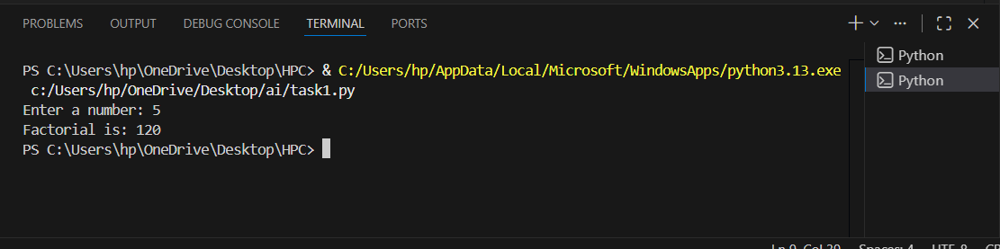 PROBLEMS OUTPUT DEBUG CONSOLE TERMINAL PORTS
PS C:\Users\hp\OneDrive\Desktop\HPC> & C:/Users/hp/AppData/Local/Microsoft/WindowsApps/python3.13.exe
c:/Users/hp/OneDrive/Desktop/ai/task1.py
Enter a number: 5
Factorial is: 120
PS C:\Users\hp\OneDrive\Desktop\HPC>
Python
Python